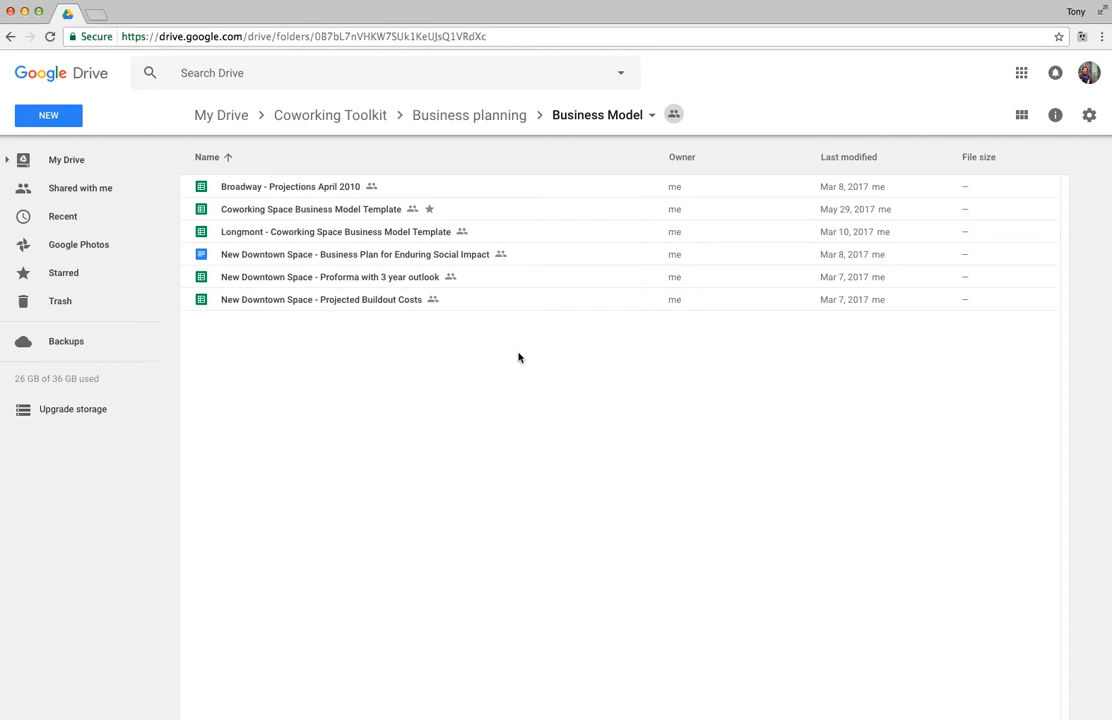 Tony
Secure https://drive.google.com/drive/folders/0B7bL7nVHKW7SUk1KeUJsQ1VRdXc
Google Drive
Search Drive
NEW
My Drive > Coworking Toolkit > Business planning > Business Model
Name Owner Last modified File size
My Drive
Shared with me
Recent
Google Photos
Starred
Trash
Backups
26 GB of 36 GB used
Upgrade storage
Broadway - Projections April 2010 me Mar 8, 2017 me —
Coworking Space Business Model Template me May 29, 2017 me —
Longmont - Coworking Space Business Model Template me Mar 10, 2017 me —
New Downtown Space - Business Plan for Enduring Social Impact me Mar 8, 2017 me —
New Downtown Space - Proforma with 3 year outlook me Mar 7, 2017 me —
New Downtown Space - Projected Buildout Costs me Mar 7, 2017 me —